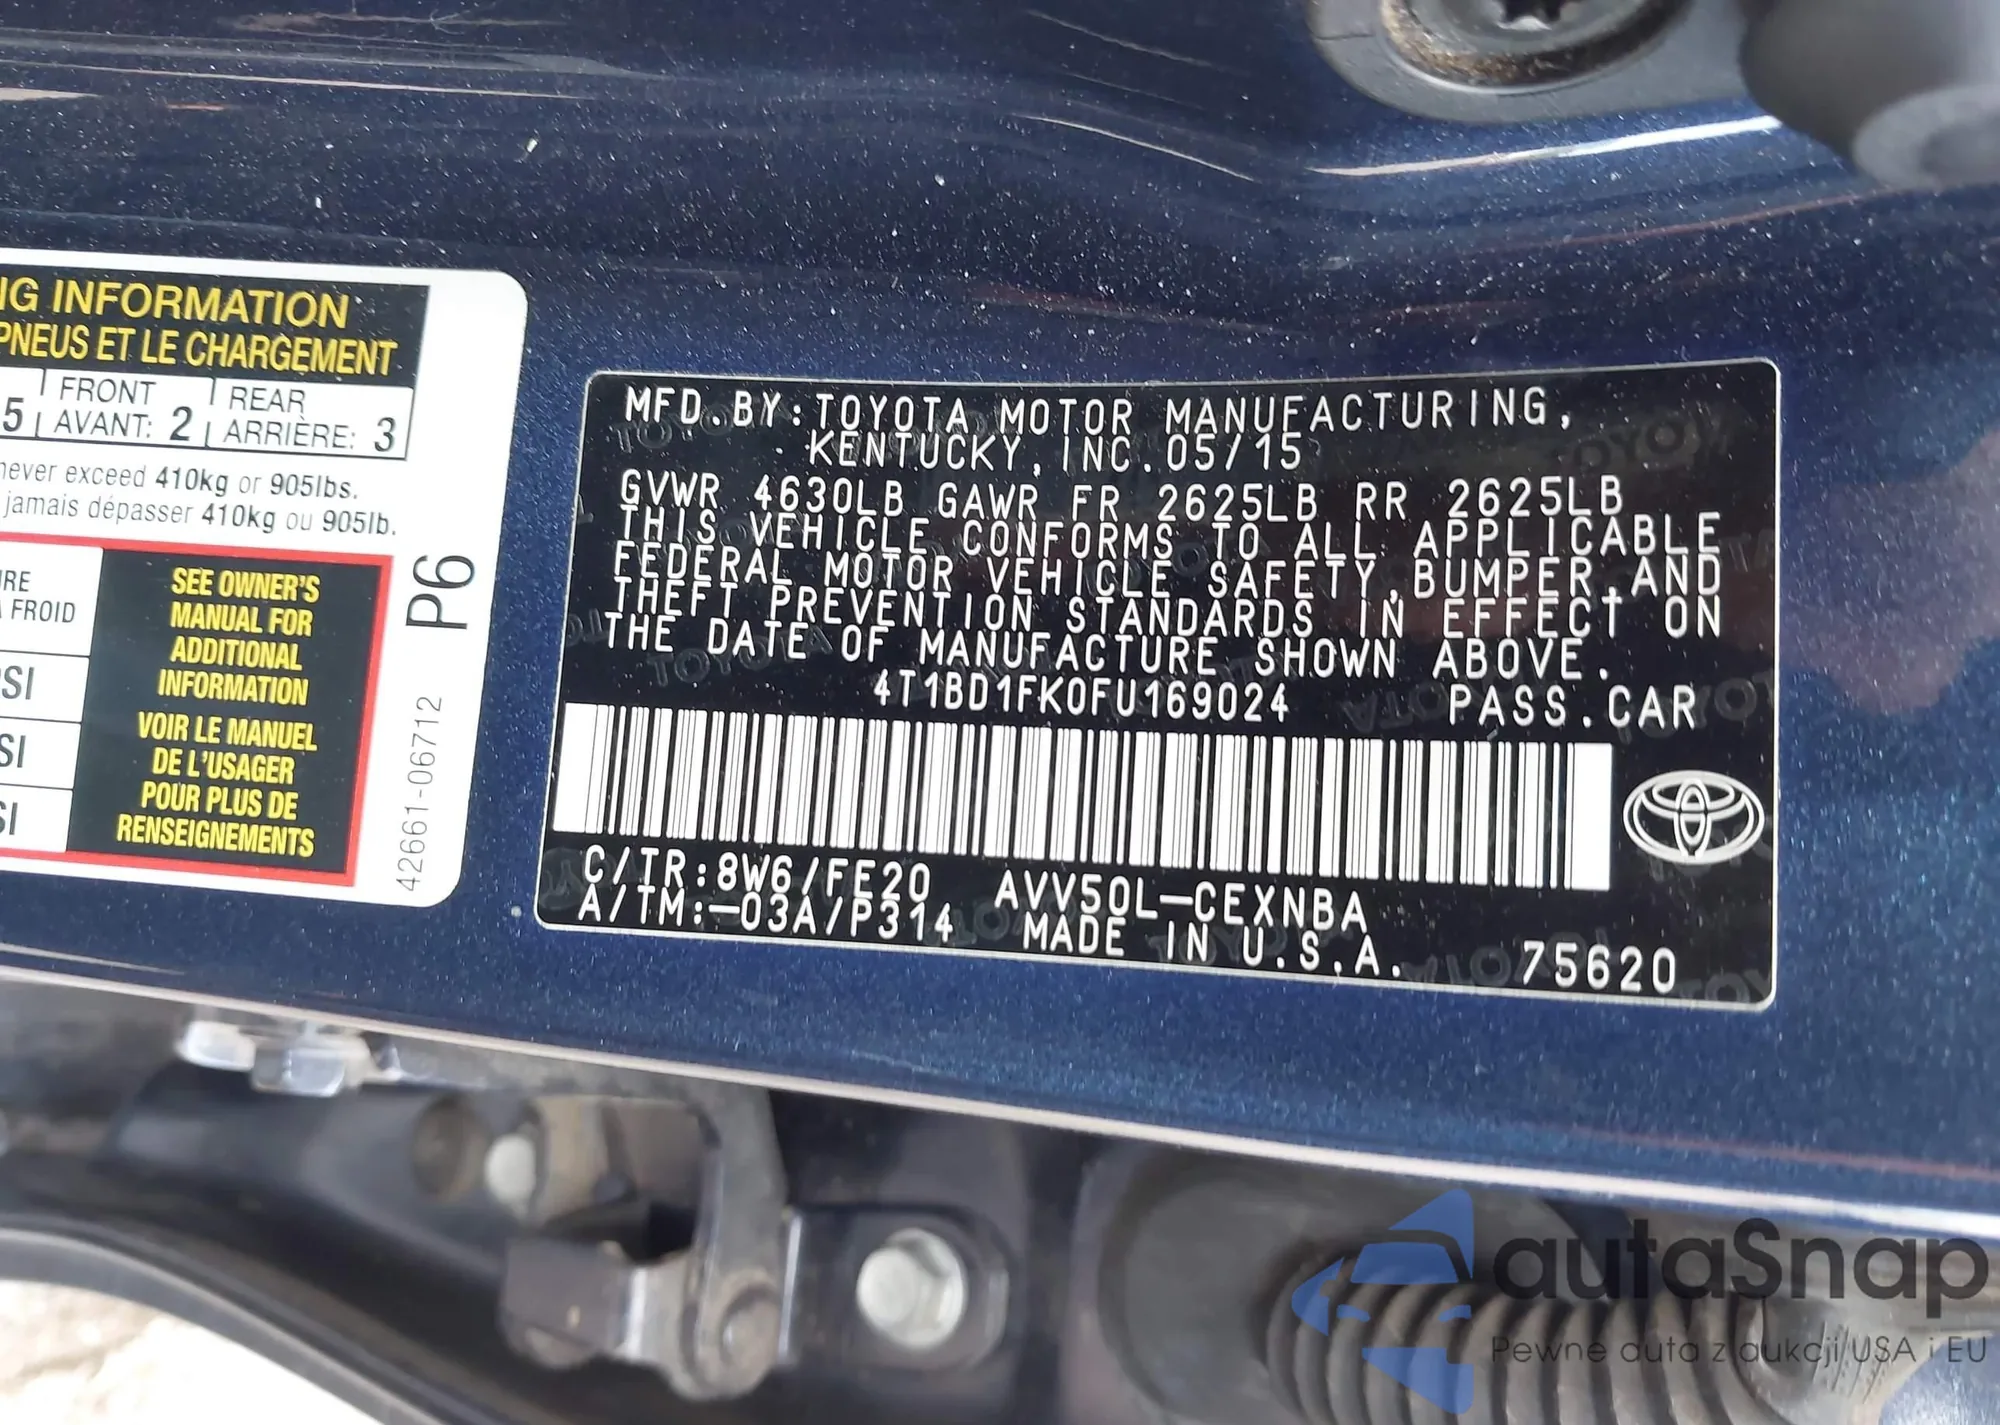 NG INFORMATION
PNEUS ET LE CHARGEMENT
5 FRONT AVANT: 2 REAR ARRIÈRE: 3
never exceed 410kg or 905lbs.
jamais dépasser 410kg ou 905lb.
FROID
SEE OWNER'S
MANUAL FOR
ADDITIONAL
INFORMATION
VOIR LE MANUEL
DE L'USAGER
POUR PLUS DE
RENSEIGNEMENTS
P6
42661-06712
MFD.BY:TOYOTA MOTOR MANUFACTURING,
KENTUCKY,INC.05/15
GVWR 4630LB GAWR FR 2625LB RR 2625LB
THIS VEHICLE CONFORMS TO ALL APPLICABLE
FEDERAL MOTOR VEHICLE SAFETY,BUMPER,AND
THEFT PREVENTION STANDARDS IN EFFECT ON
THE DATE OF MANUFACTURE SHOWN ABOVE.
4T1BD1FK0FU169024 PASS.CAR
C/TR:8W6/FE20 AVV50L-CEXNBA
A/TM:-03A/P314 MADE IN U.S.A. 75620
autaSnap
Pewne auta z aukcji USA i EU